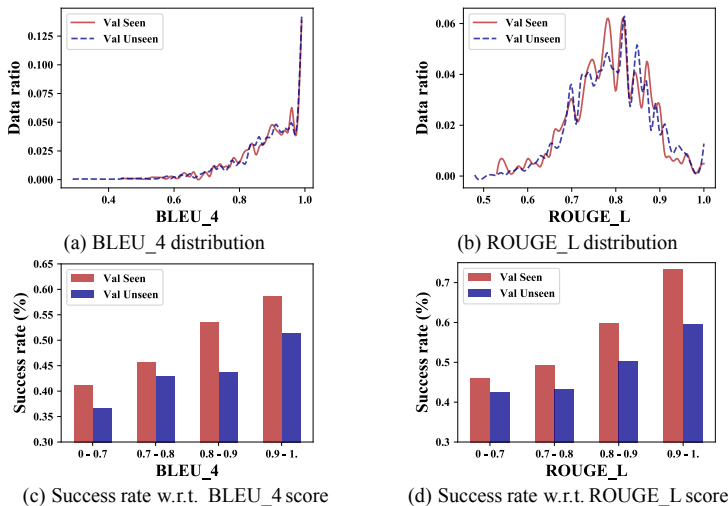 Val Seen
Val Unseen
Data ratio
0.125
0.100
0.075
0.050
0.025
0.000
0.4
0.6
0.8
1.0
BLEU_4
(a) BLEU_4 distribution
Val Seen
Val Unseen
Data ratio
0.06
0.04
0.02
0.00
0.5
0.6
0.7
0.8
0.9
1.0
ROUGE_L
(b) ROUGE_L distribution
Val Seen
Val Unseen
Success rate (%)
0.65
0.60
0.55
0.50
0.45
0.40
0.35
0.30
0 - 0.7
0.7 - 0.8
0.8 - 0.9
0.9 - 1.
BLEU_4
(c) Success rate w.r.t. BLEU_4 score
Val Seen
Val Unseen
Success rate (%)
0.7
0.6
0.5
0.4
0.3
0 - 0.7
0.7 - 0.8
0.8 - 0.9
0.9 - 1.
ROUGE_L
(d) Success rate w.r.t. ROUGE_L score